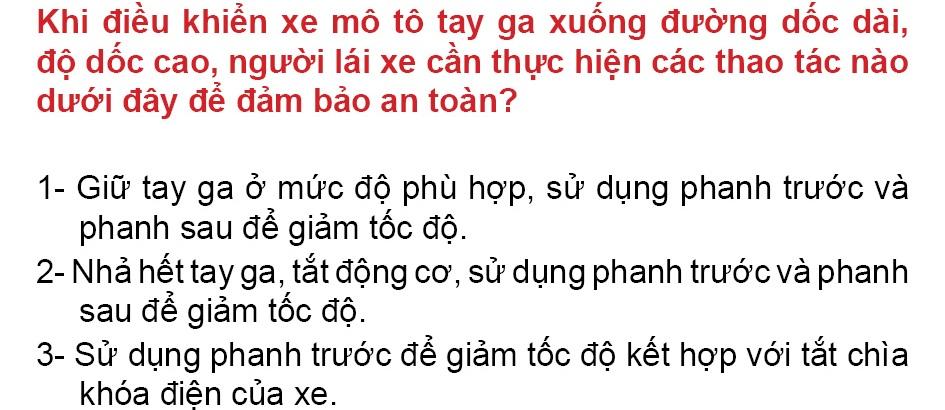 Khi điều khiển xe mô tô tay ga xuống đường dốc dài,
độ dốc cao, người lái xe cần thực hiện các thao tác nào
dưới đây để đảm bảo an toàn?
1- Giữ tay ga ở mức độ phù hợp, sử dụng phanh trước và
phanh sau để giảm tốc độ.
2- Nhả hết tay ga, tắt động cơ, sử dụng phanh trước và phanh
sau để giảm tốc độ.
3- Sử dụng phanh trước để giảm tốc độ kết hợp với tắt chìa
khóa điện của xe.